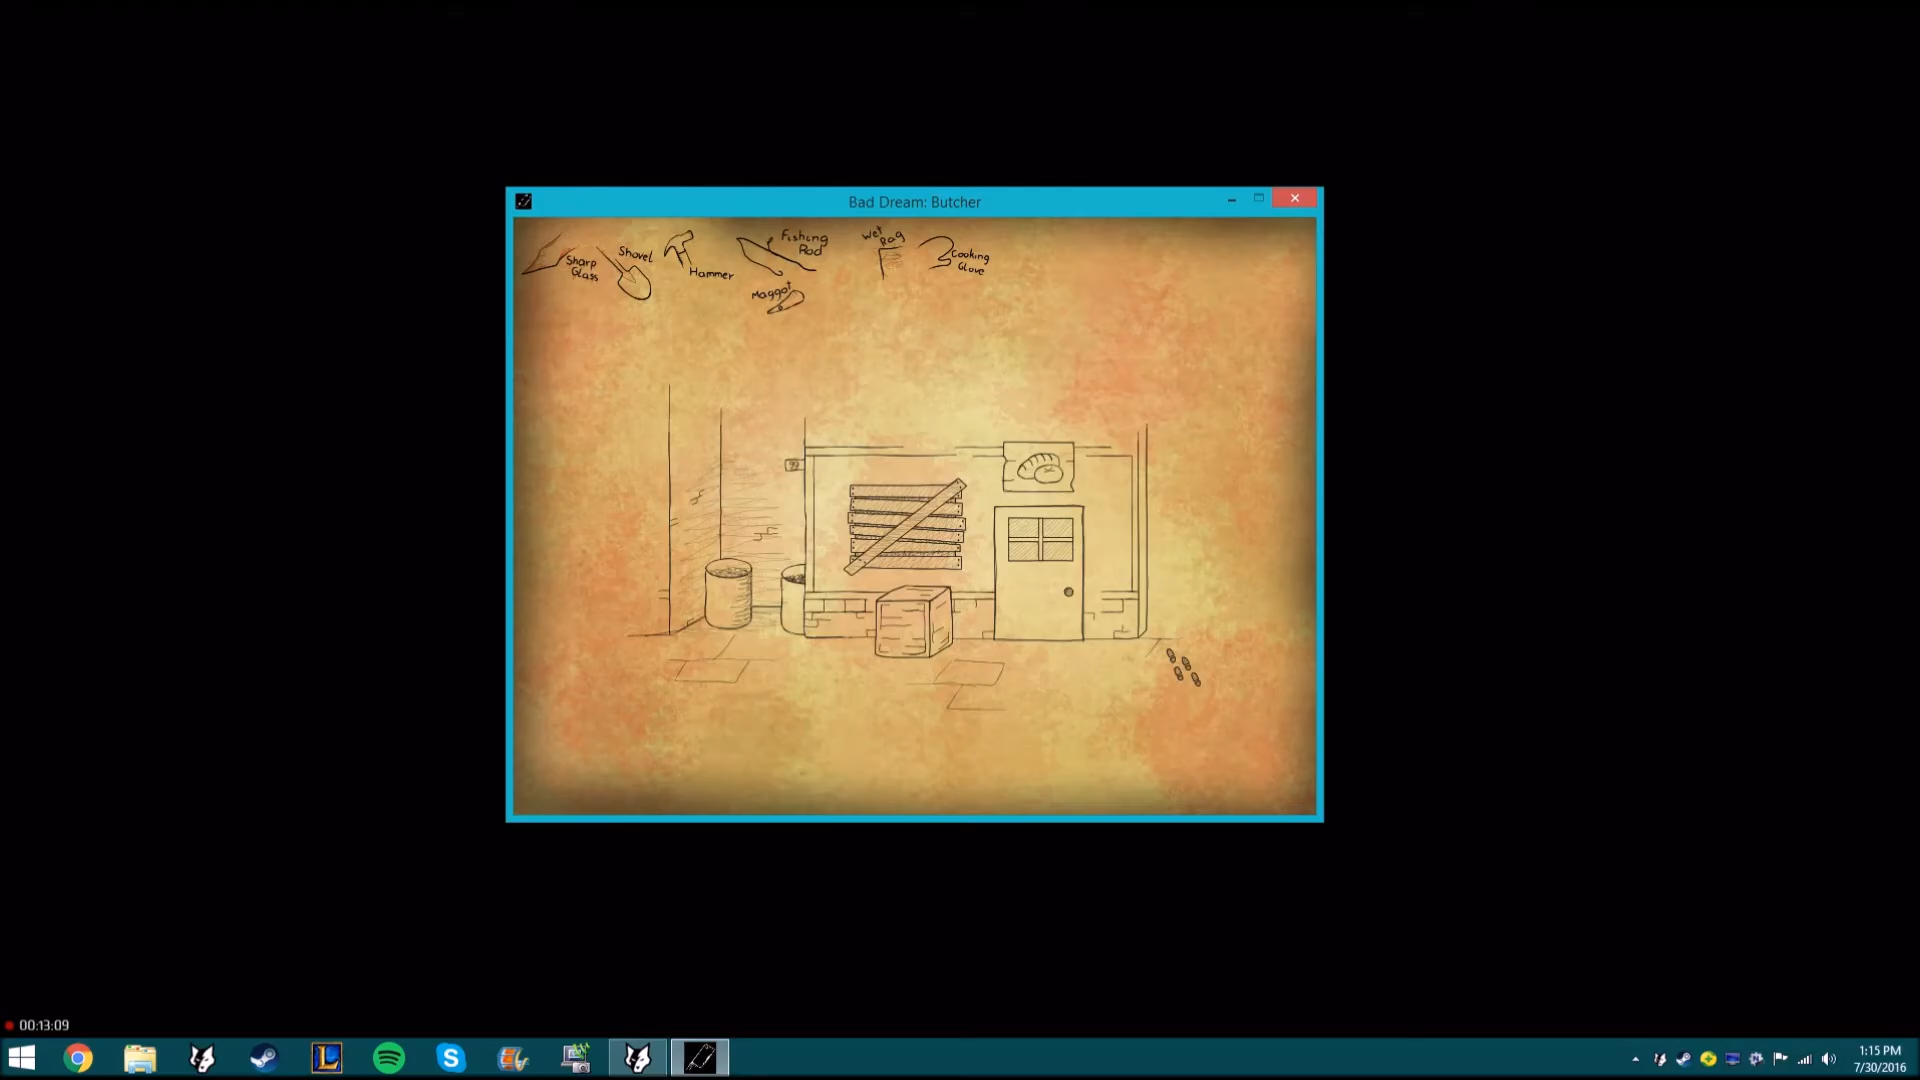 Bad Dream: Butcher
Sharp
Glass
Shovel
Hammer
Fishing
Rod
Maggot
Wet
Rag
Cooking
Glove
00:13:09
1:15 PM
7/30/2016